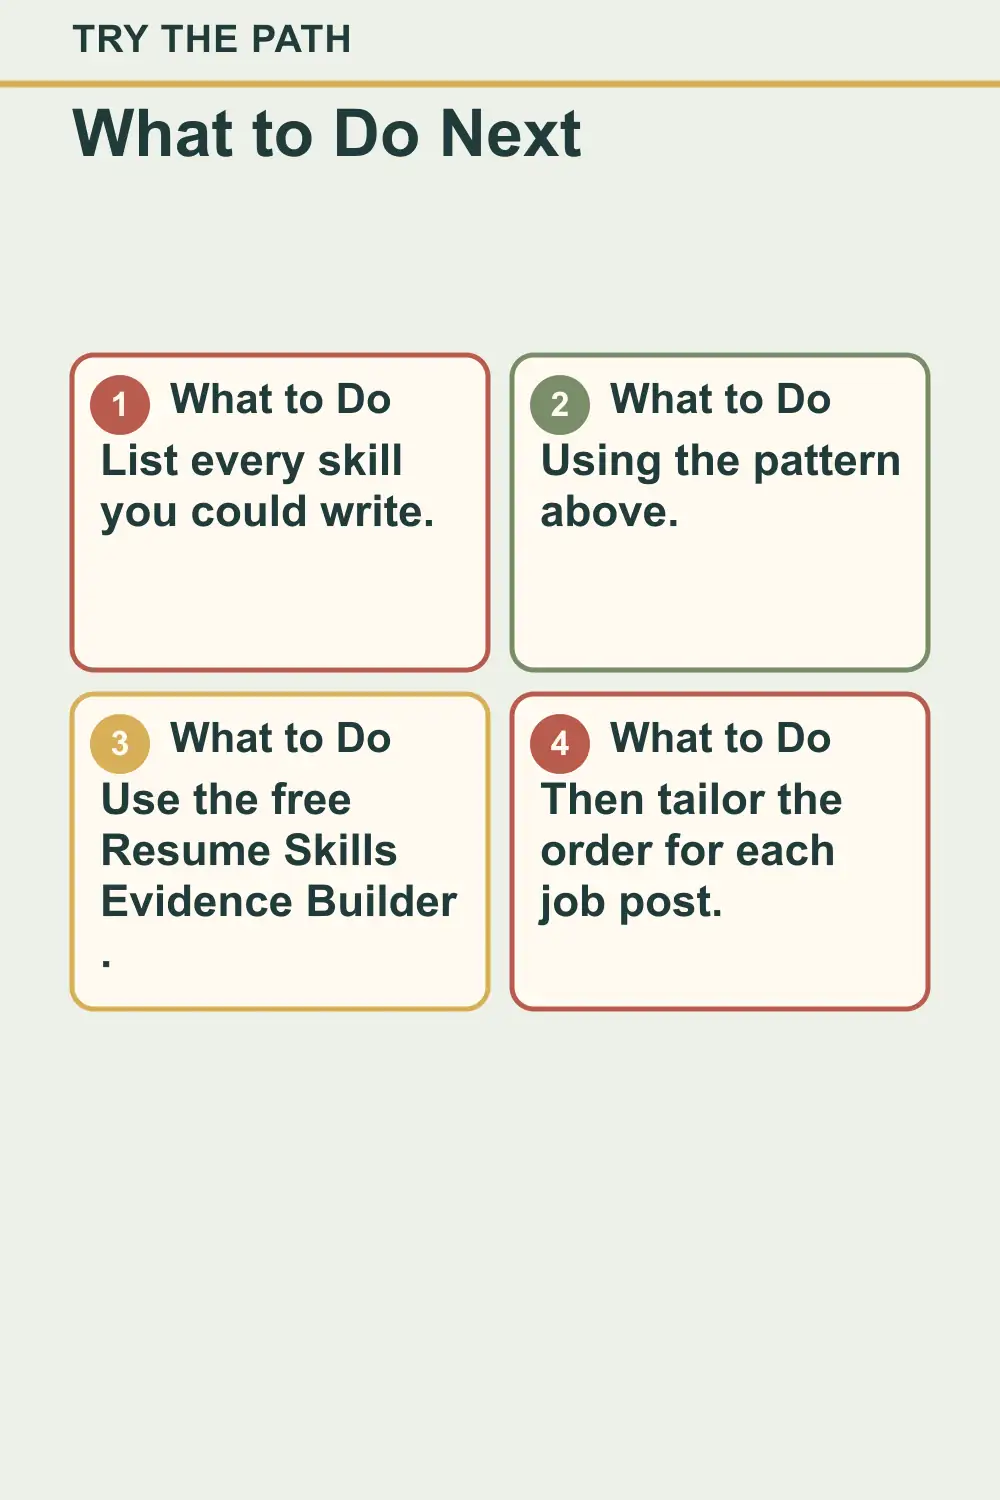 TRY THE PATH
What to Do Next
1 What to Do
List every skill
you could write.
2 What to Do
Using the pattern
above.
3 What to Do
Use the free
Resume Skills
Evidence Builder
.
4 What to Do
Then tailor the
order for each
job post.